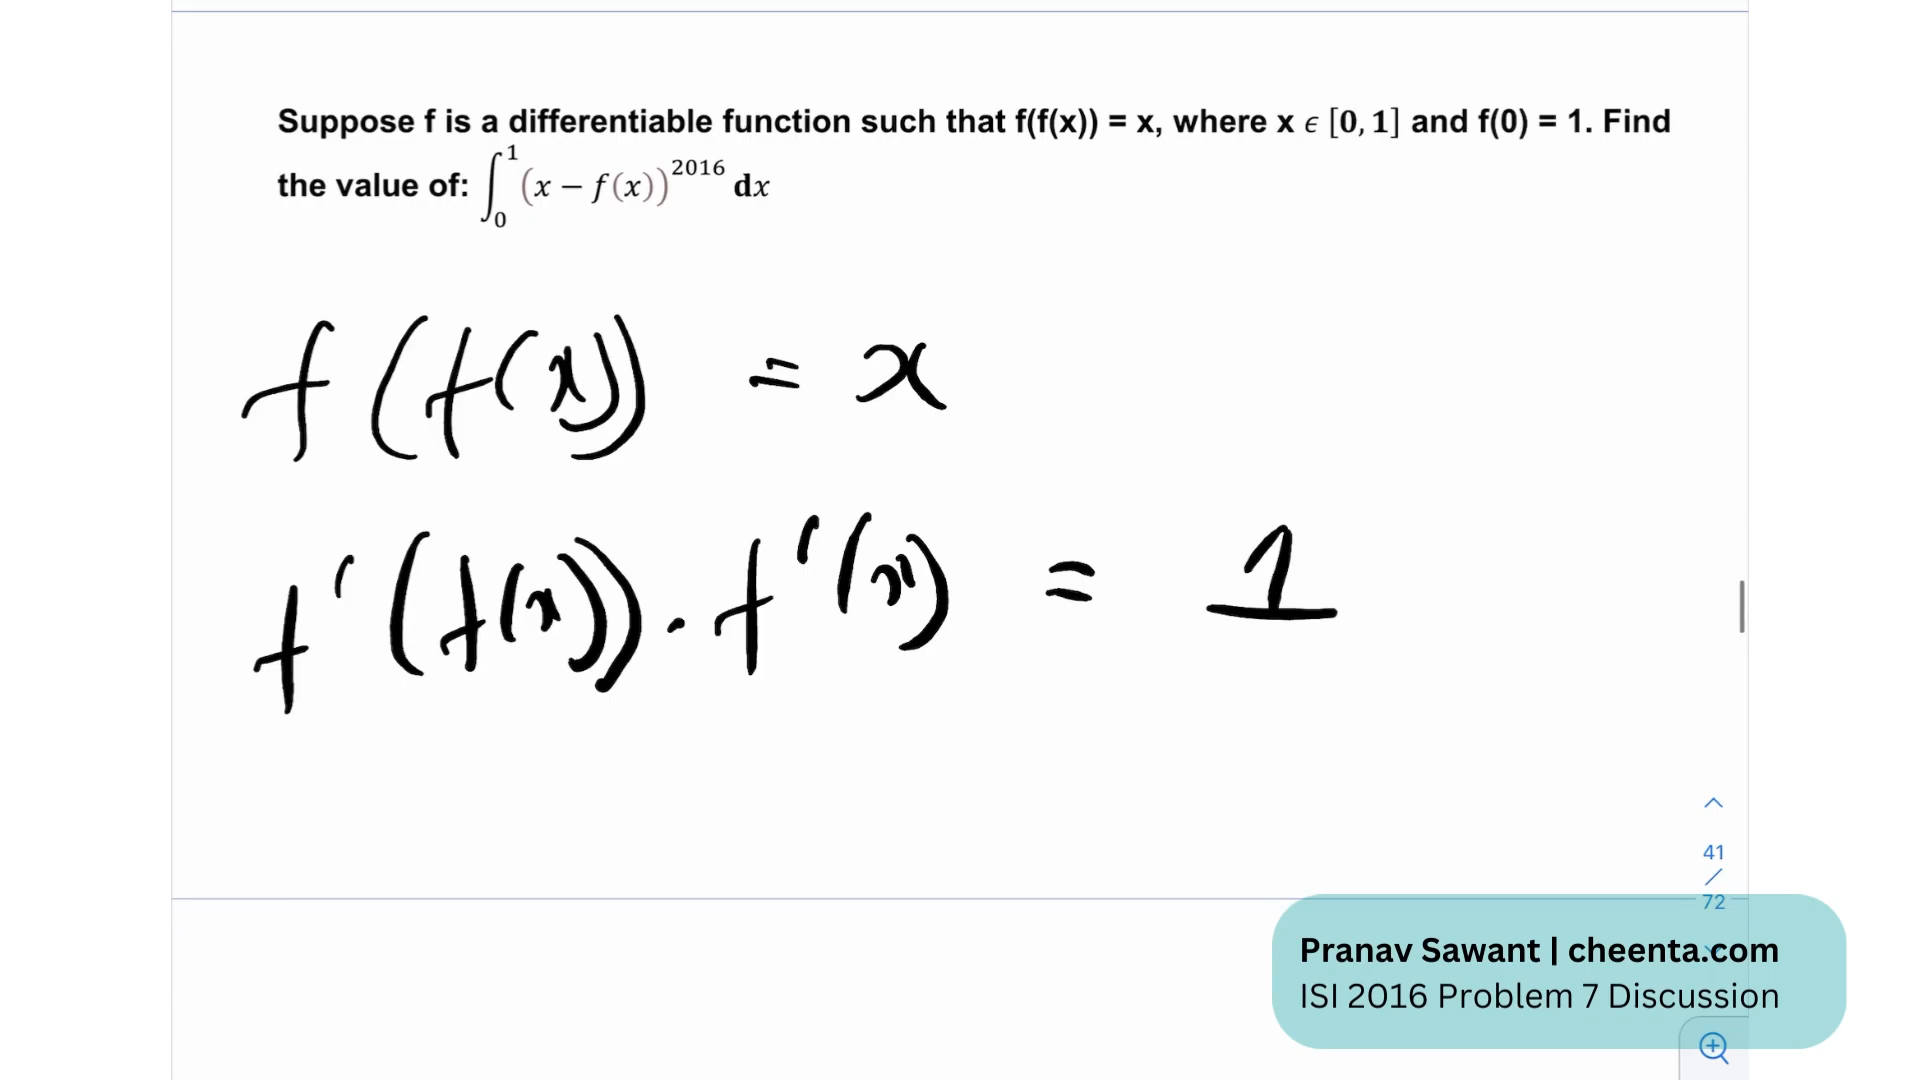 Suppose f is a differentiable function such that f(f(x)) = x, where x ϵ [0, 1] and f(0) = 1. Find
the value of: ∫₀¹ (x − f(x))²⁰¹⁶ dx
f(f(x)) = x
f'(f(x)) · f'(x) = 1
41
/
72
Pranav Sawant | cheenta.com
ISI 2016 Problem 7 Discussion